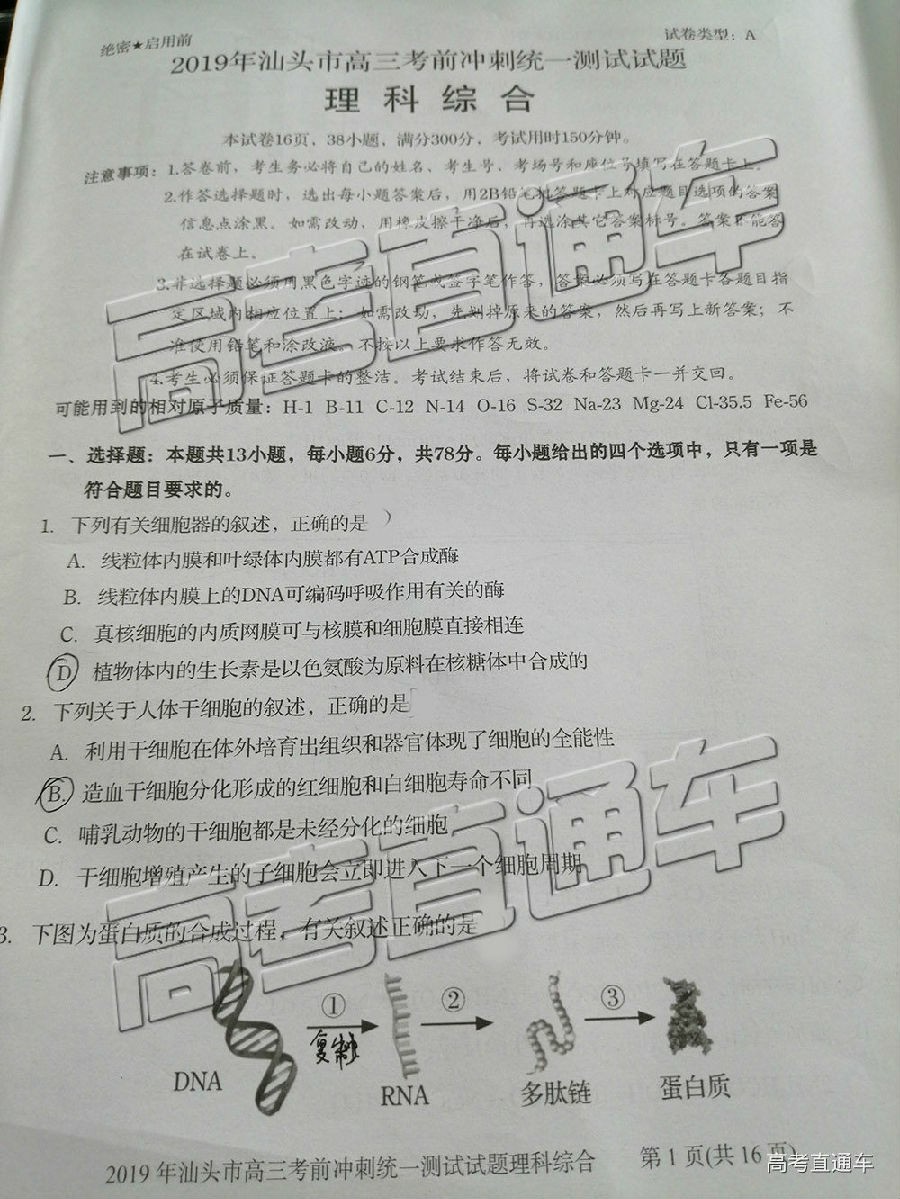 绝密★启用前
试卷类型：A
2019年汕头市高三考前冲刺统一测试试题
理科综合
本试卷16页，38小题，满分300分，考试用时150分钟。
注意事项：1.答卷前，考生务必将自己的姓名、考生号、考场号和座位号填写在答题卡上。
2.作答选择题时，选出每小题答案后，用2B铅笔把答题卡上对应题目选项的答案
信息点涂黑。如需改动，用橡皮擦干净后，再选涂其它答案标号。答案不能答
在试卷上。
3.非选择题必须用黑色字迹的钢笔或签字笔作答，答案必须写在答题卡各题目指
定区域内相应位置上；如需改动，先划掉原来的答案，然后再写上新答案；不
准使用铅笔和涂改液。不按以上要求作答无效。
4.考生必须保证答题卡的整洁。考试结束后，将试卷和答题卡一并交回。
可能用到的相对原子质量：H-1 B-11 C-12 N-14 O-16 S-32 Na-23 Mg-24 Cl-35.5 Fe-56
一、选择题：本题共13小题，每小题6分，共78分。每小题给出的四个选项中，只有一项是
符合题目要求的。
1. 下列有关细胞器的叙述，正确的是
A. 线粒体内膜和叶绿体内膜都有ATP合成酶
B. 线粒体内膜上的DNA可编码呼吸作用有关的酶
C. 真核细胞的内质网膜可与核膜和细胞膜直接相连
D. 植物体内的生长素是以色氨酸为原料在核糖体中合成的
2. 下列关于人体干细胞的叙述，正确的是
A. 利用干细胞在体外培育出组织和器官体现了细胞的全能性
B. 造血干细胞分化形成的红细胞和白细胞寿命不同
C. 哺乳动物的干细胞都是未经分化的细胞
D. 干细胞增殖产生的子细胞会立即进入下一个细胞周期
3. 下图为蛋白质的合成过程，有关叙述正确的是
① ② ③
复制
DNA RNA 多肽链 蛋白质
2019年汕头市高三考前冲刺统一测试试题理科综合 第1页(共16页)
高考直通车
高考直通车
高考直通车